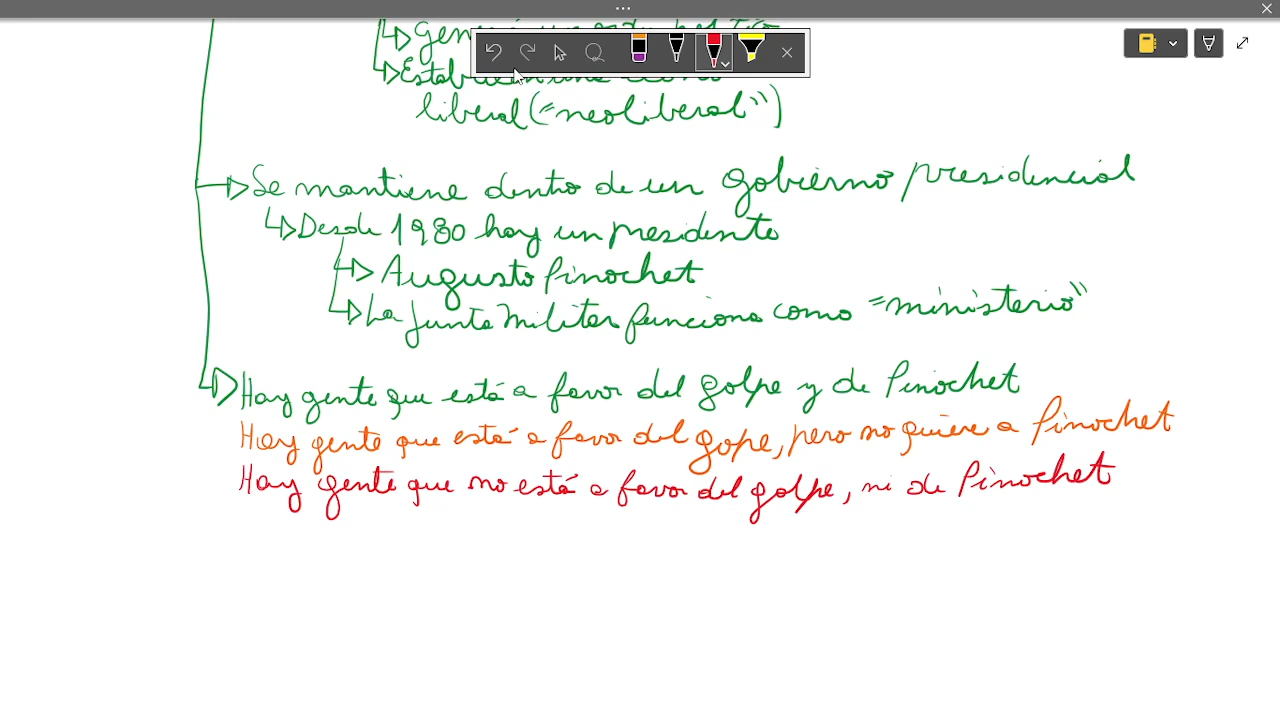 Estab
liberal (="neoliberal")
Se mantiene dentro de un gobierno presidencial
Desde 1980 hay un presidente
Augusto Pinochet
La Junta Militar funciona como "ministerio"
Hay gente que está a favor del golpe y de Pinochet
Hay gente que está a favor del gope, pero no quiere a Pinochet
Hay gente que no está a favor del golpe, ni de Pinochet